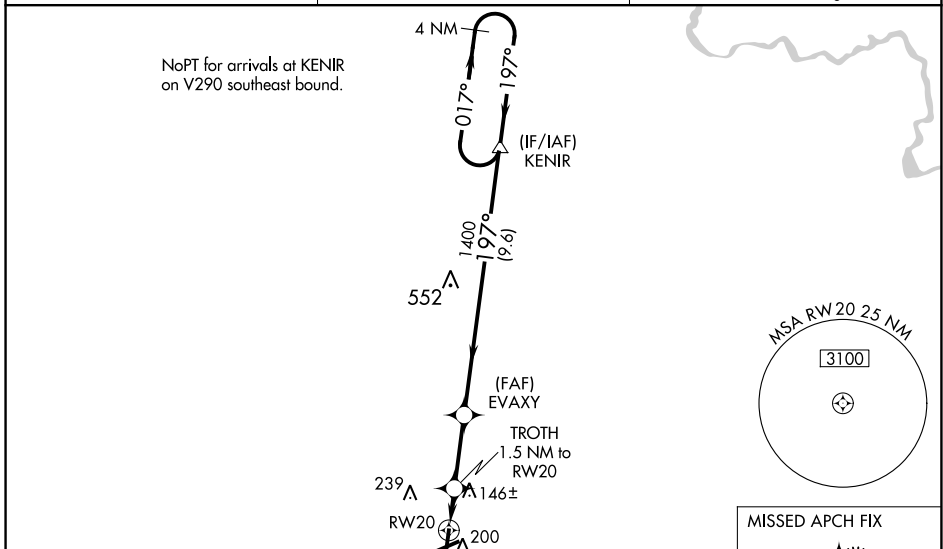 4 NM
NoPT for arrivals at KENIR
on V290 southeast bound.
017°
197°
(IF/IAF)
KENIR
1400
197°
(9.6)
552
MSA RW20 25 NM
3100
(FAF)
EVAXY
TROTH
1.5 NM to
RW20
239
146±
RW20
200
MISSED APCH FIX